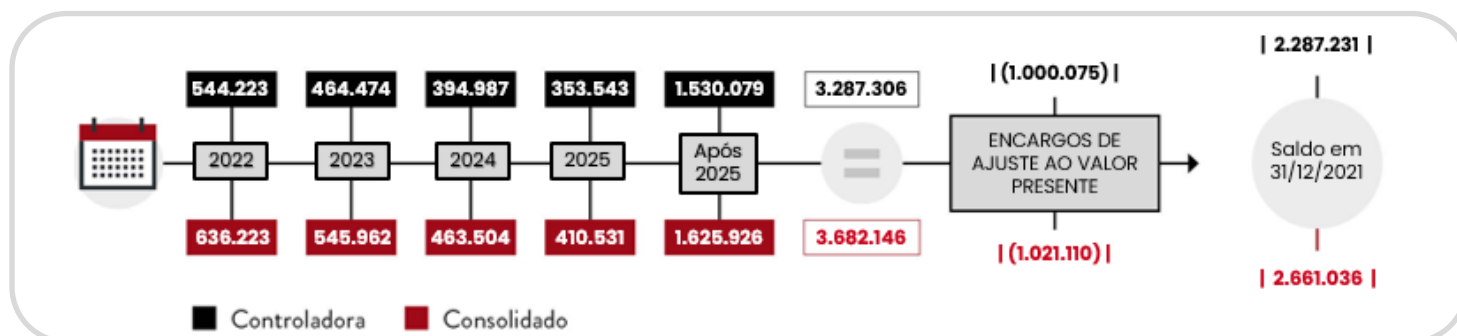 | 2.287.231 |
| (1.000.075) |
544.223 464.474 394.987 353.543 1.530.079 3.287.306
2022 2023 2024 2025 Após
2025
ENCARGOS DE
AJUSTE AO VALOR
PRESENTE
Saldo em
31/12/2021
636.223 545.962 463.504 410.531 1.625.926 3.682.146
| (1.021.110) |
| 2.661.036 |
Controladora Consolidado